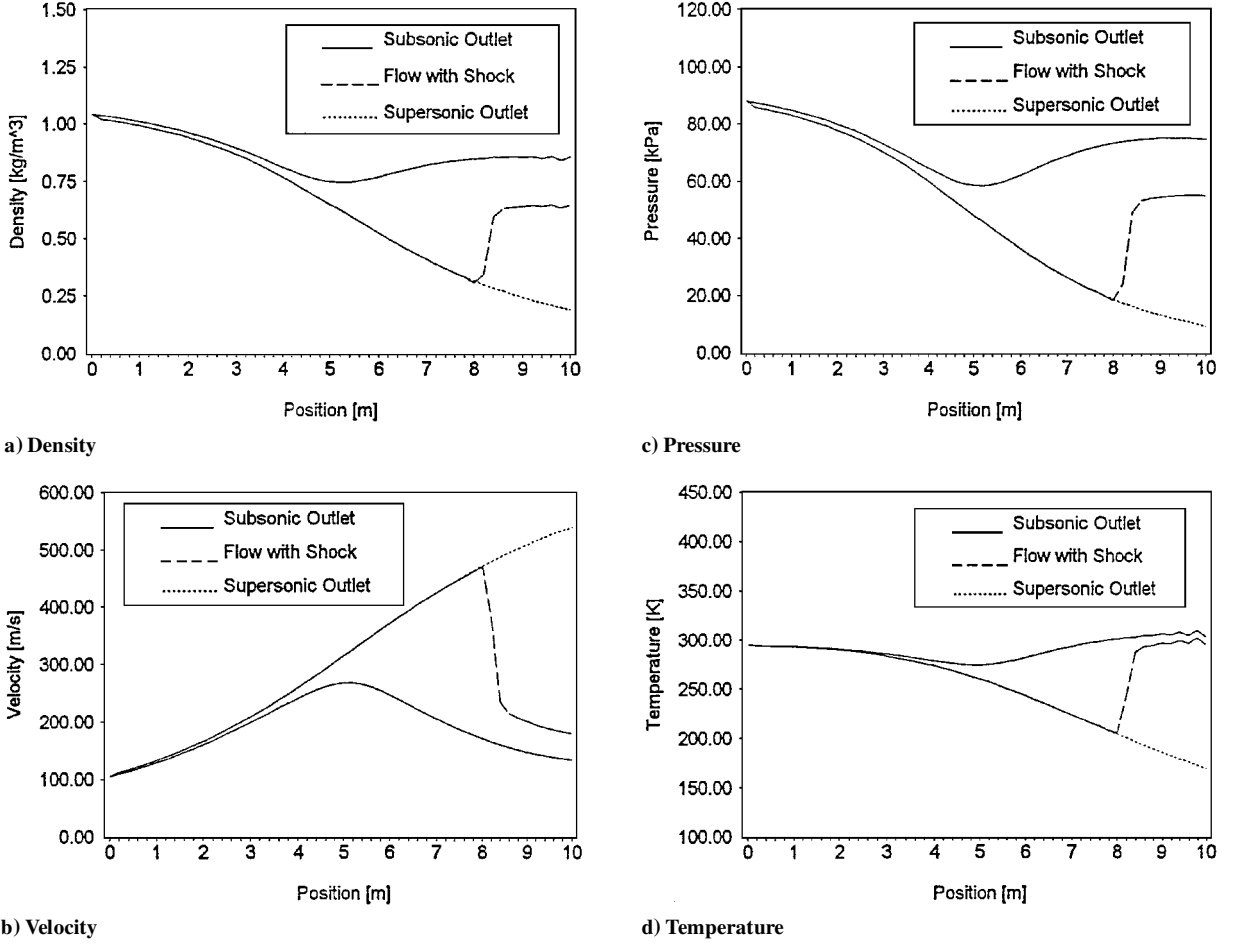 1.50
1.25
1.00
0.75
0.50
0.25
0.00
Density [kg/m^3]
Subsonic Outlet
Flow with Shock
Supersonic Outlet
0 1 2 3 4 5 6 7 8 9 10
Position [m]
a) Density
120.00
100.00
80.00
60.00
40.00
20.00
0.00
Pressure [kPa]
Subsonic Outlet
Flow with Shock
Supersonic Outlet
0 1 2 3 4 5 6 7 8 9 10
Position [m]
c) Pressure
600.00
500.00
400.00
300.00
200.00
100.00
0.00
Velocity [m/s]
Subsonic Outlet
Flow with Shock
Supersonic Outlet
0 1 2 3 4 5 6 7 8 9 10
Position [m]
b) Velocity
450.00
400.00
350.00
300.00
250.00
200.00
150.00
100.00
Temperature [K]
Subsonic Outlet
Flow with Shock
Supersonic Outlet
0 1 2 3 4 5 6 7 8 9 10
Position [m]
d) Temperature